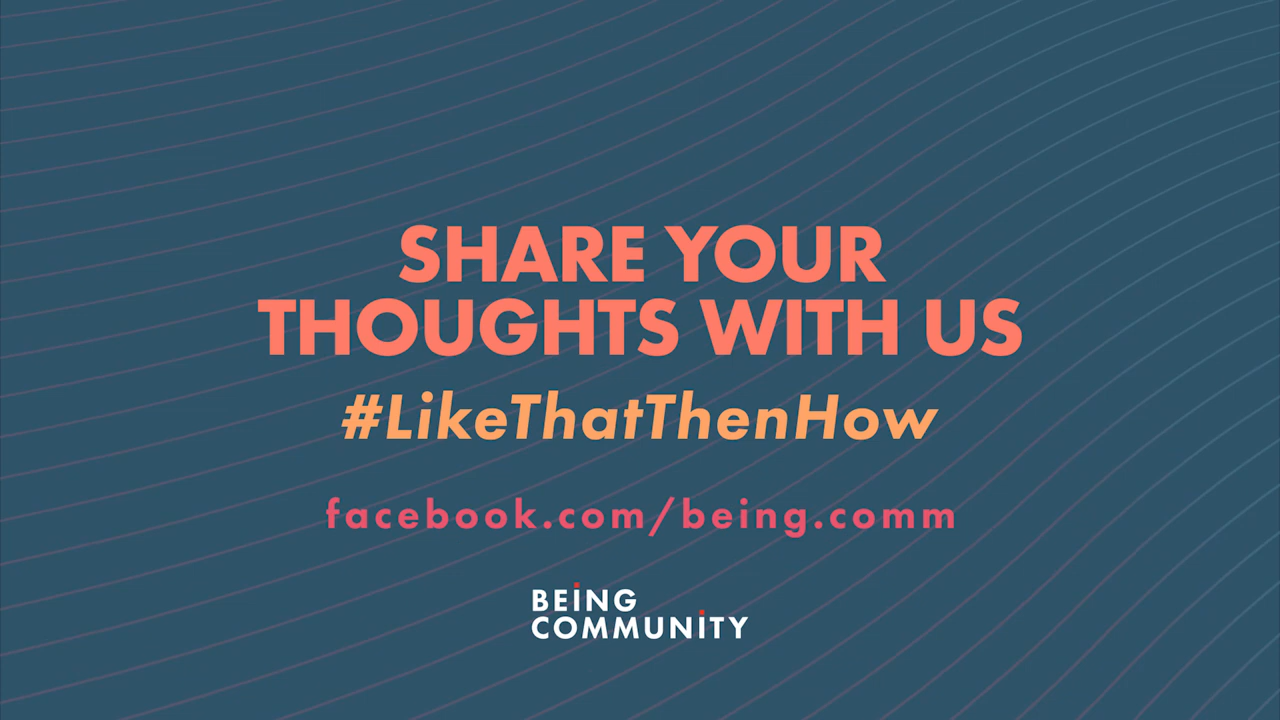 SHARE YOUR
THOUGHTS WITH US
#LikeThatThenHow
facebook.com/being.comm
BEiNG
COMMUNiTY